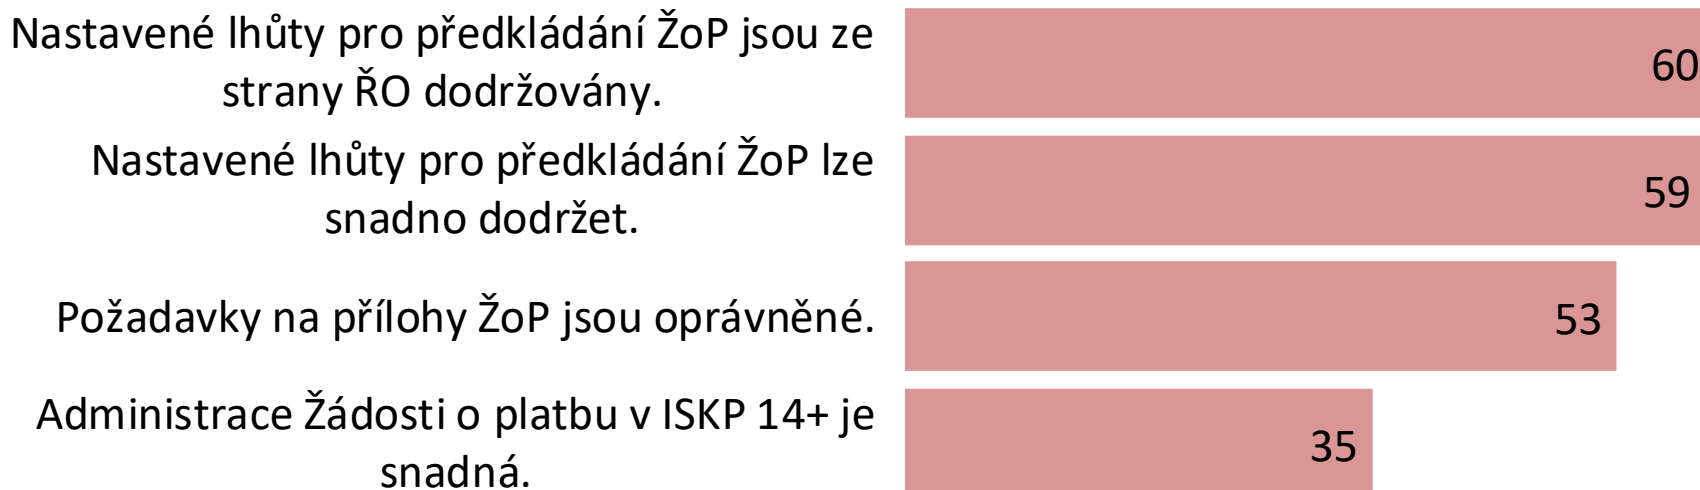 Nastavené lhůty pro předkládání ŽoP jsou ze
strany ŘO dodržovány.
60
Nastavené lhůty pro předkládání ŽoP lze
snadno dodržet.
59
Požadavky na přílohy ŽoP jsou oprávněné.
53
Administrace Žádosti o platbu v ISKP 14+ je
snadná.
35